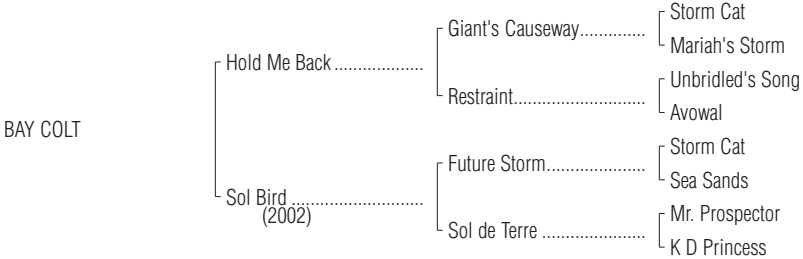 Storm Cat
Giant's Causeway..............
Mariah's Storm
Hold Me Back ...................
Unbridled's Song
Restraint............................
Avowal
BAY COLT
Storm Cat
Future Storm.....................
Sea Sands
Sol Bird ............................
(2002)
Mr. Prospector
Sol de Terre ......................
K D Princess